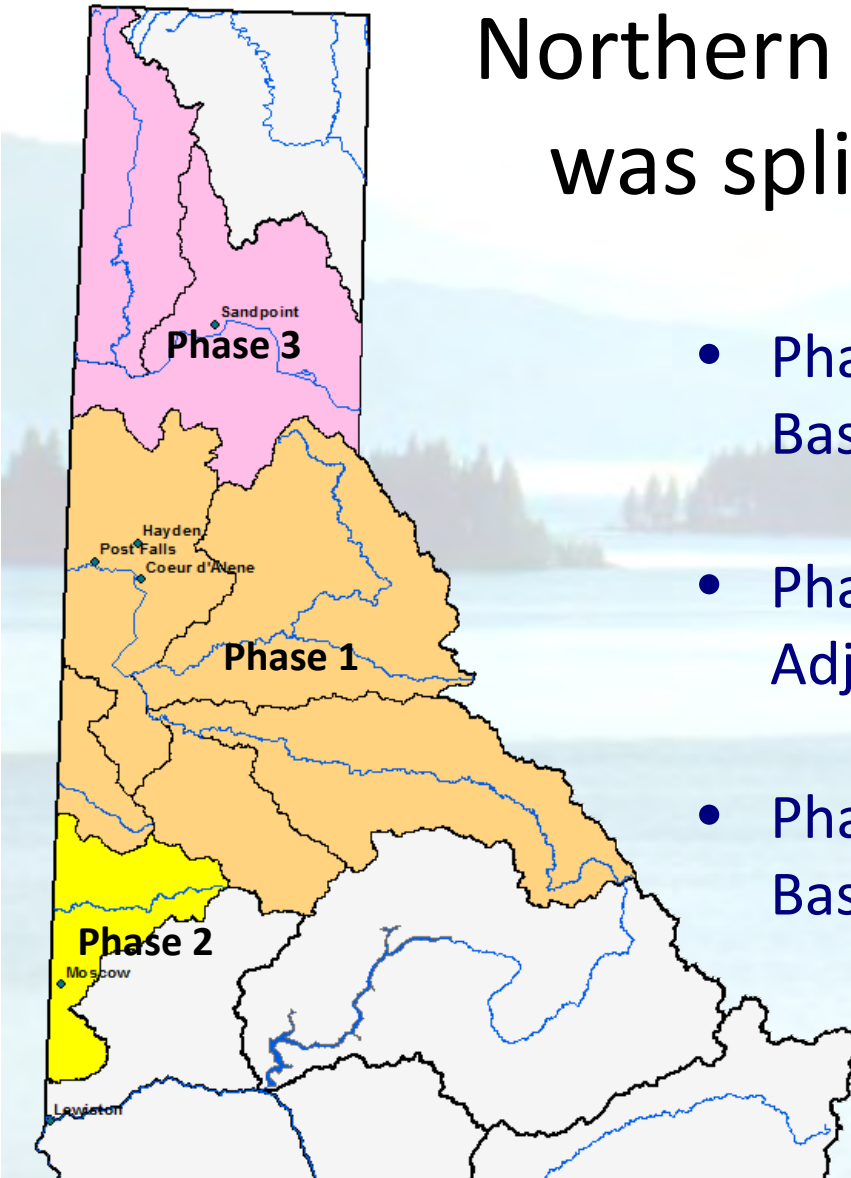 Northern
was spli
• Pha
Bas
• Pha
Adj
• Pha
Bas
Sandpoint
Phase 3
Hayden
Post Falls
Coeur d'Alene
Phase 1
Phase 2
Moscow
Lewiston